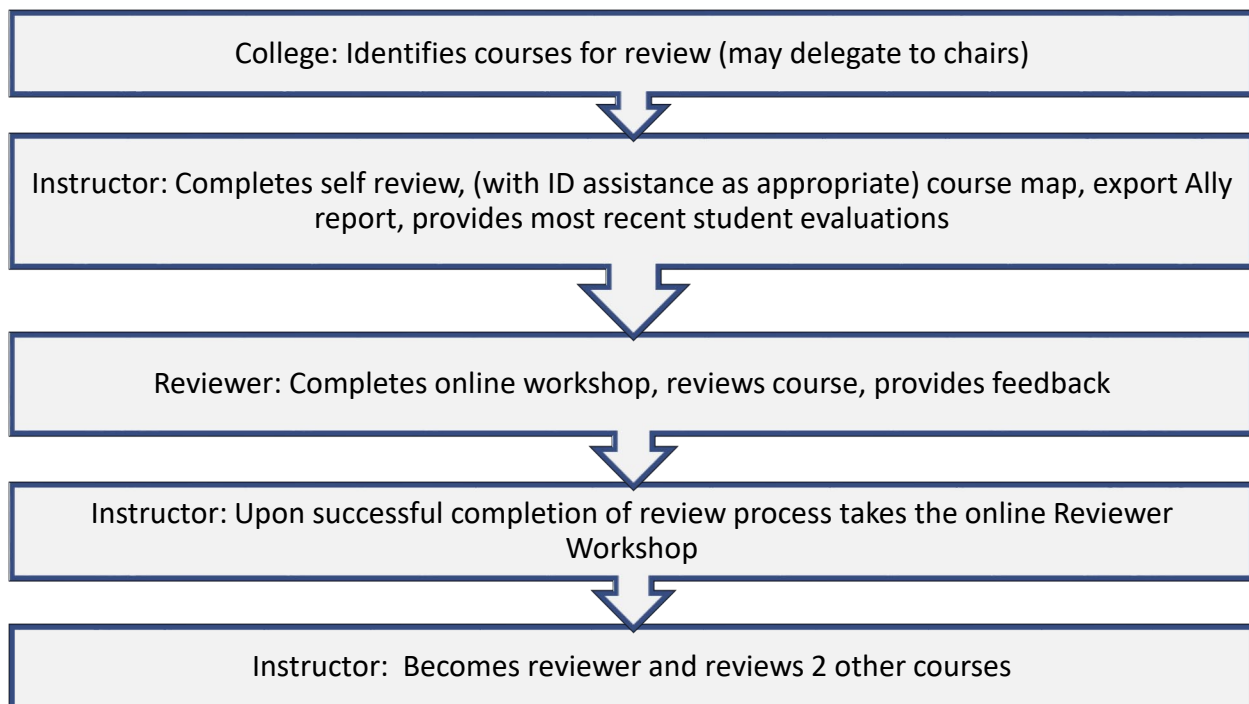 College: Identifies courses for review (may delegate to chairs)
Instructor: Completes self review, (with ID assistance as appropriate) course map, export Ally
report, provides most recent student evaluations
Reviewer: Completes online workshop, reviews course, provides feedback
Instructor: Upon successful completion of review process takes the online Reviewer
Workshop
Instructor:  Becomes reviewer and reviews 2 other courses